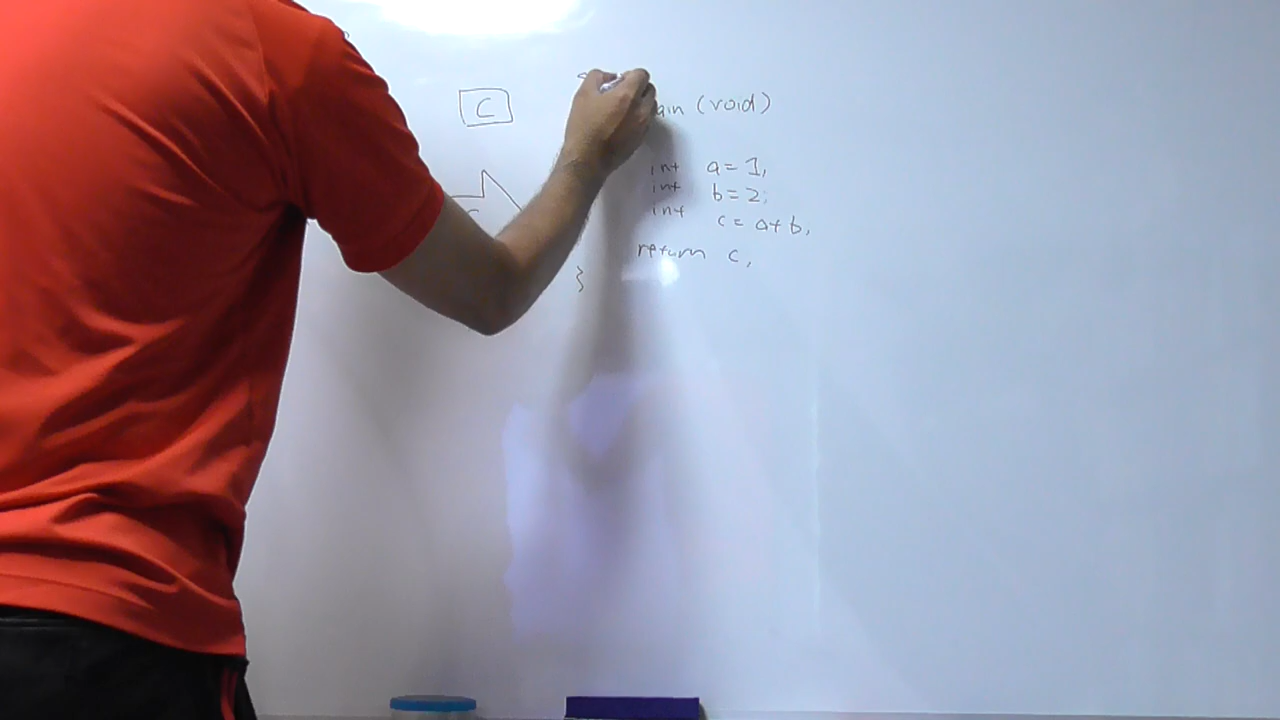 C
ain (void)
int a = 1,
int b = 2;
int c = a + b,
return c,
}